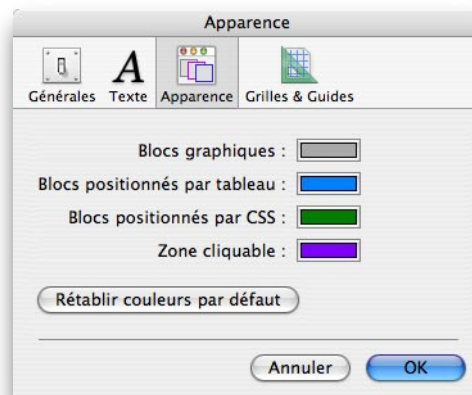 Apparence
Générales Texte Apparence Grilles & Guides
Blocs graphiques :
Blocs positionnés par tableau :
Blocs positionnés par CSS :
Zone cliquable :
Rétablir couleurs par défaut
Annuler OK